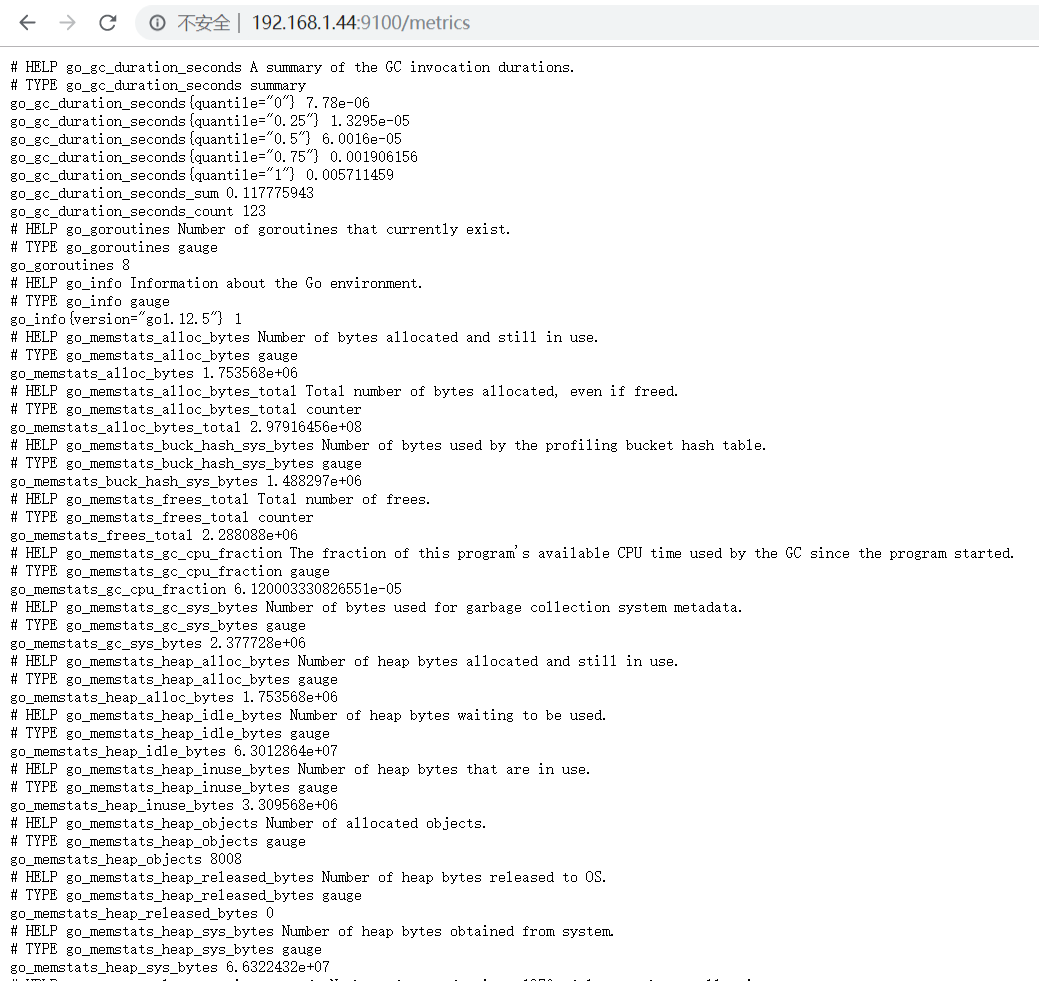 不安全 | 192.168.1.44:9100/metrics
# HELP go_gc_duration_seconds A summary of the GC invocation durations.
# TYPE go_gc_duration_seconds summary
go_gc_duration_seconds{quantile="0"} 7.78e-06
go_gc_duration_seconds{quantile="0.25"} 1.3295e-05
go_gc_duration_seconds{quantile="0.5"} 6.0016e-05
go_gc_duration_seconds{quantile="0.75"} 0.001906156
go_gc_duration_seconds{quantile="1"} 0.005711459
go_gc_duration_seconds_sum 0.117775943
go_gc_duration_seconds_count 123
# HELP go_goroutines Number of goroutines that currently exist.
# TYPE go_goroutines gauge
go_goroutines 8
# HELP go_info Information about the Go environment.
# TYPE go_info gauge
go_info{version="go1.12.5"} 1
# HELP go_memstats_alloc_bytes Number of bytes allocated and still in use.
# TYPE go_memstats_alloc_bytes gauge
go_memstats_alloc_bytes 1.753568e+06
# HELP go_memstats_alloc_bytes_total Total number of bytes allocated, even if freed.
# TYPE go_memstats_alloc_bytes_total counter
go_memstats_alloc_bytes_total 2.97916456e+08
# HELP go_memstats_buck_hash_sys_bytes Number of bytes used by the profiling bucket hash table.
# TYPE go_memstats_buck_hash_sys_bytes gauge
go_memstats_buck_hash_sys_bytes 1.488297e+06
# HELP go_memstats_frees_total Total number of frees.
# TYPE go_memstats_frees_total counter
go_memstats_frees_total 2.288088e+06
# HELP go_memstats_gc_cpu_fraction The fraction of this program's available CPU time used by the GC since the program started.
# TYPE go_memstats_gc_cpu_fraction gauge
go_memstats_gc_cpu_fraction 6.120003330826551e-05
# HELP go_memstats_gc_sys_bytes Number of bytes used for garbage collection system metadata.
# TYPE go_memstats_gc_sys_bytes gauge
go_memstats_gc_sys_bytes 2.377728e+06
# HELP go_memstats_heap_alloc_bytes Number of heap bytes allocated and still in use.
# TYPE go_memstats_heap_alloc_bytes gauge
go_memstats_heap_alloc_bytes 1.753568e+06
# HELP go_memstats_heap_idle_bytes Number of heap bytes waiting to be used.
# TYPE go_memstats_heap_idle_bytes gauge
go_memstats_heap_idle_bytes 6.3012864e+07
# HELP go_memstats_heap_inuse_bytes Number of heap bytes that are in use.
# TYPE go_memstats_heap_inuse_bytes gauge
go_memstats_heap_inuse_bytes 3.309568e+06
# HELP go_memstats_heap_objects Number of allocated objects.
# TYPE go_memstats_heap_objects gauge
go_memstats_heap_objects 8008
# HELP go_memstats_heap_released_bytes Number of heap bytes released to OS.
# TYPE go_memstats_heap_released_bytes gauge
go_memstats_heap_released_bytes 0
# HELP go_memstats_heap_sys_bytes Number of heap bytes obtained from system.
# TYPE go_memstats_heap_sys_bytes gauge
go_memstats_heap_sys_bytes 6.6322432e+07